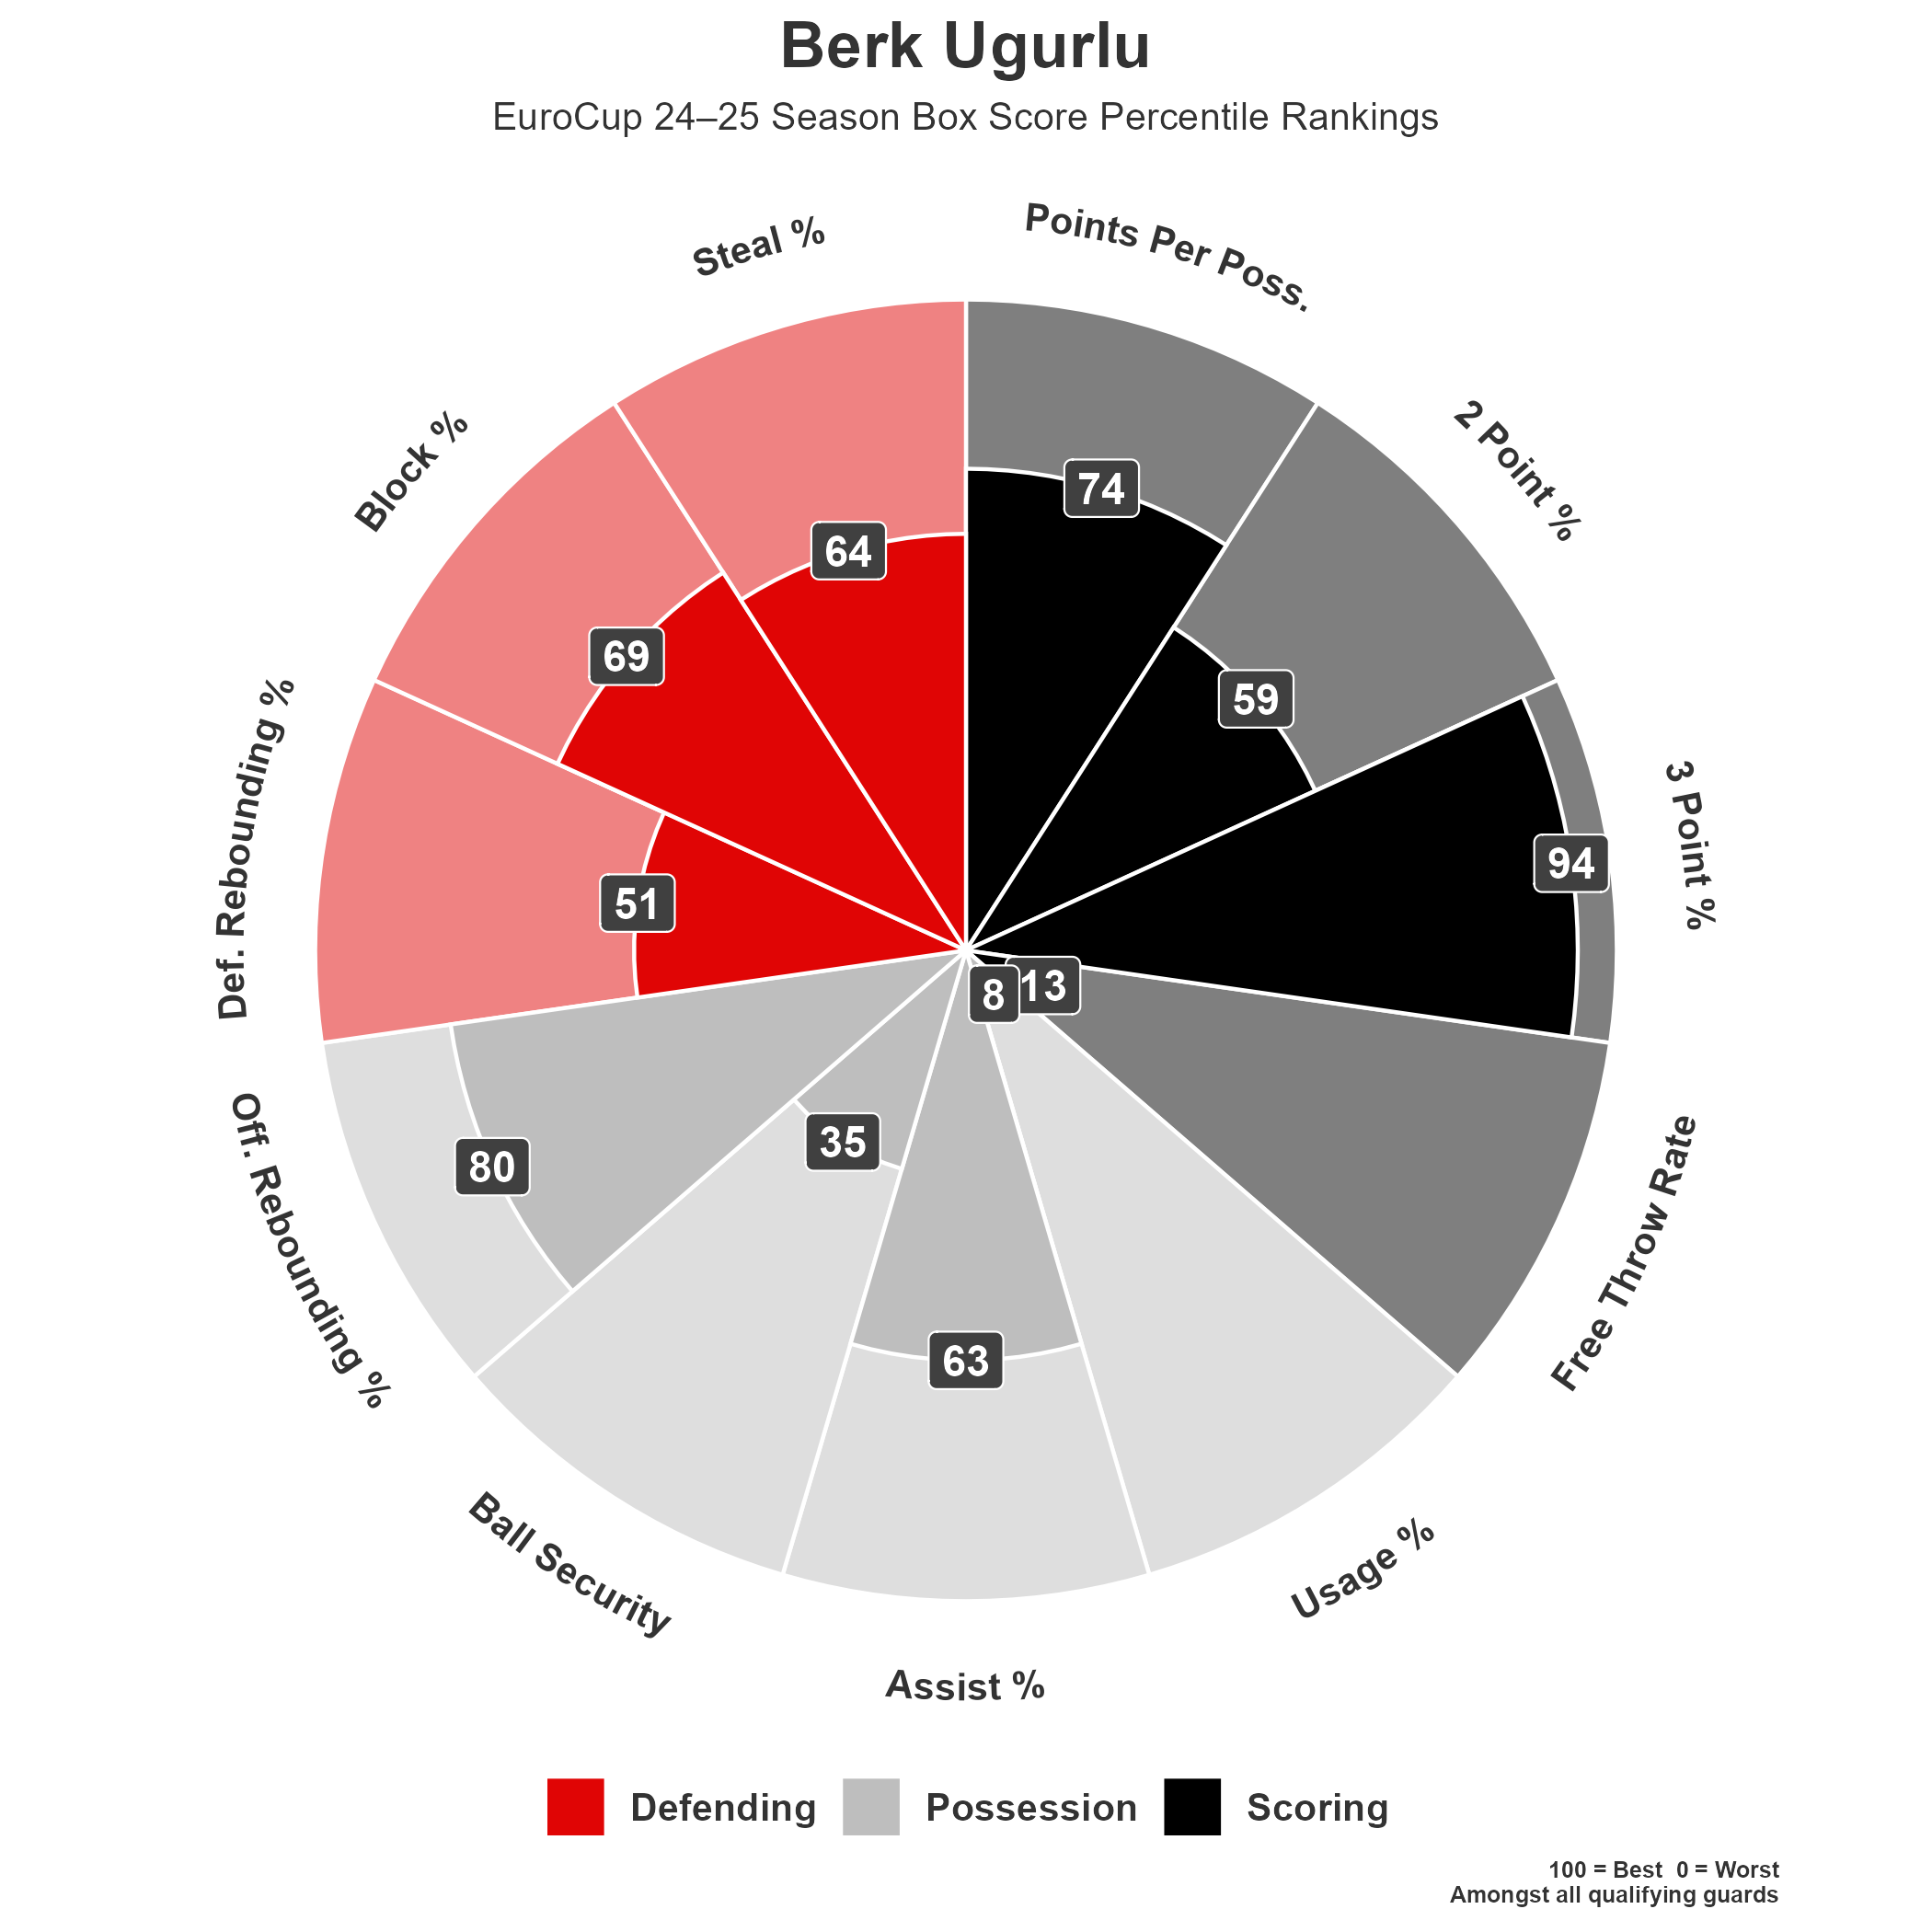 Berk Ugurlu
EuroCup 24–25 Season Box Score Percentile Rankings
Points Per Poss.
2 Point %
3 Point %
Free Throw Rate
Usage %
Assist %
Ball Security
Off. Rebounding %
Def. Rebounding %
Block %
Steal %
74
59
94
13
8
63
35
80
51
69
64
Defending
Possession
Scoring
100 = Best  0 = Worst
Amongst all qualifying guards